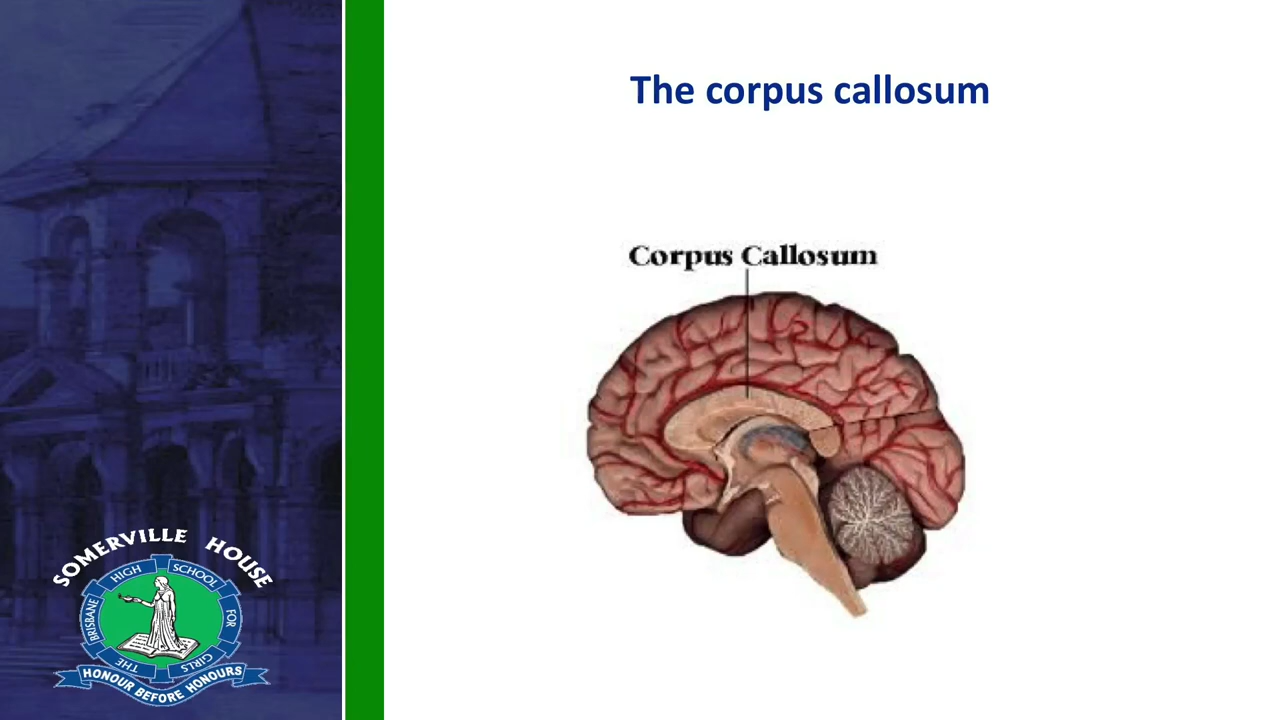 The corpus callosum
Corpus Callosum
SOMERVILLE HOUSE
THE BRISBANE HIGH SCHOOL FOR GIRLS
HONOUR BEFORE HONOURS